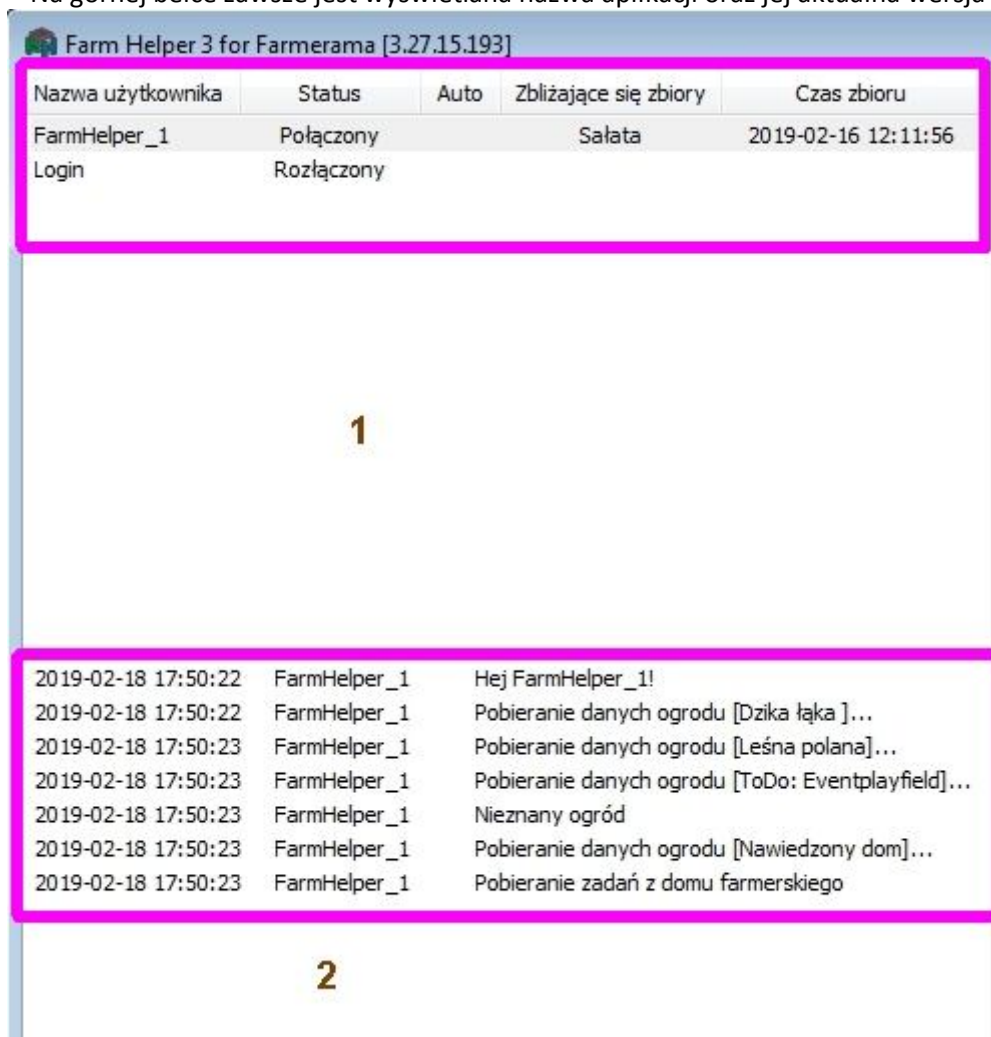 Na górnej belce zawsze jest wyświetlana nazwa aplikacji oraz jej aktualna wersja
Farm Helper 3 for Farmerama [3.27.15.193]
Nazwa użytkownika Status Auto Zbliżające się zbiory Czas zbioru
FarmHelper_1 Połączony Sałata 2019-02-16 12:11:56
Login Rozłączony
1
2019-02-18 17:50:22 FarmHelper_1 Hej FarmHelper_1!
2019-02-18 17:50:22 FarmHelper_1 Pobieranie danych ogrodu [Dzika łąka ]...
2019-02-18 17:50:23 FarmHelper_1 Pobieranie danych ogrodu [Leśna polana]...
2019-02-18 17:50:23 FarmHelper_1 Pobieranie danych ogrodu [ToDo: Eventplayfield]...
2019-02-18 17:50:23 FarmHelper_1 Nieznany ogród
2019-02-18 17:50:23 FarmHelper_1 Pobieranie danych ogrodu [Nawiedzony dom]...
2019-02-18 17:50:23 FarmHelper_1 Pobieranie zadań z domu farmerskiego
2